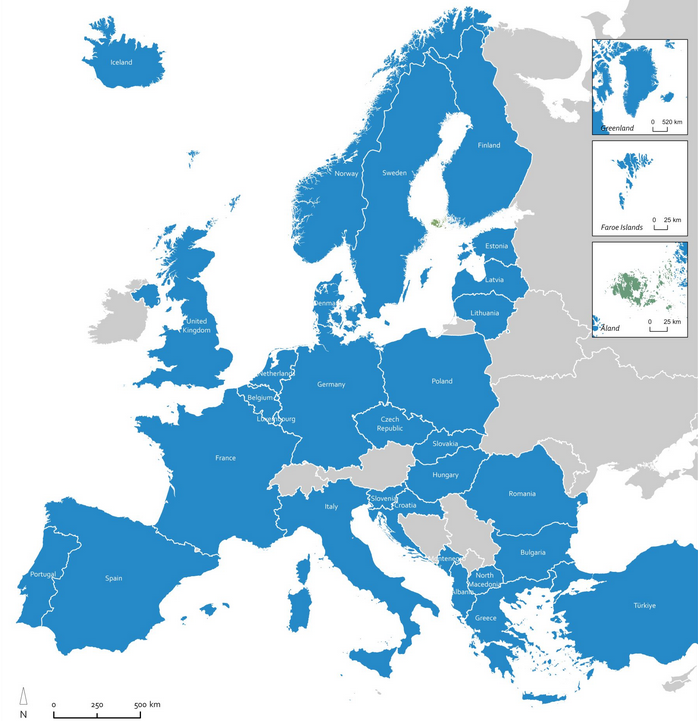 Iceland
Greenland
0 520 km
Finland
Norway
Sweden
Faroe Islands
0 25 km
Estonia
Latvia
Lithuania
Denma
United
Kingdom
Åland
0 25 km
Netherlands
Belgium
Luxembourg
Germany
Poland
Czech
Republic
Slovakia
France
Hungary
Romania
Slovenia
Croatia
Italy
Montenegro
Bulgaria
North
Macedonia
Albania
Portugal
Spain
Greece
Türkiye
N
0 250 500 km